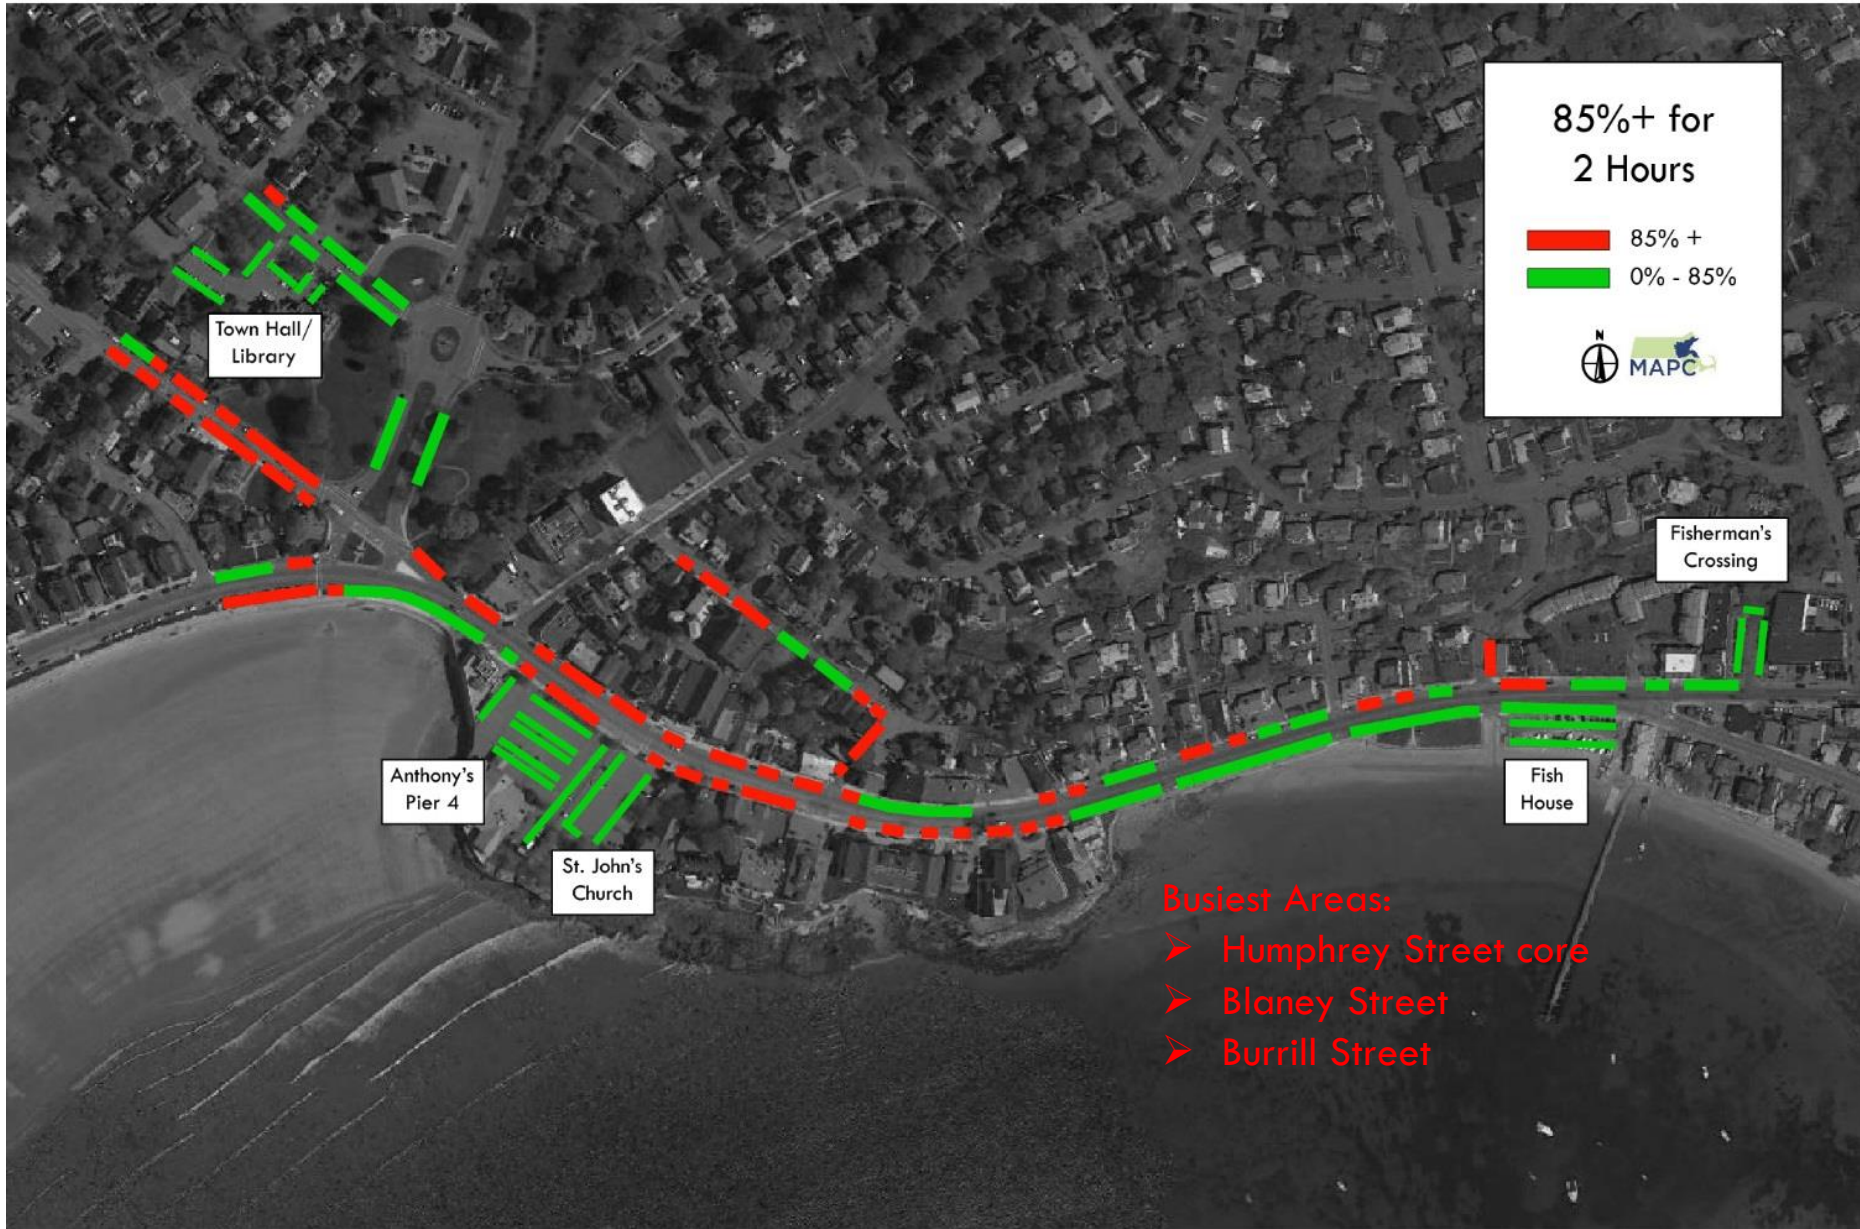 85%+ for
2 Hours
85% +
0% - 85%
N
MAPC
Town Hall/
Library
Fisherman's
Crossing
Anthony's
Pier 4
Fish
House
St. John's
Church
Busiest Areas:
➢ Humphrey Street core
➢ Blaney Street
➢ Burrill Street